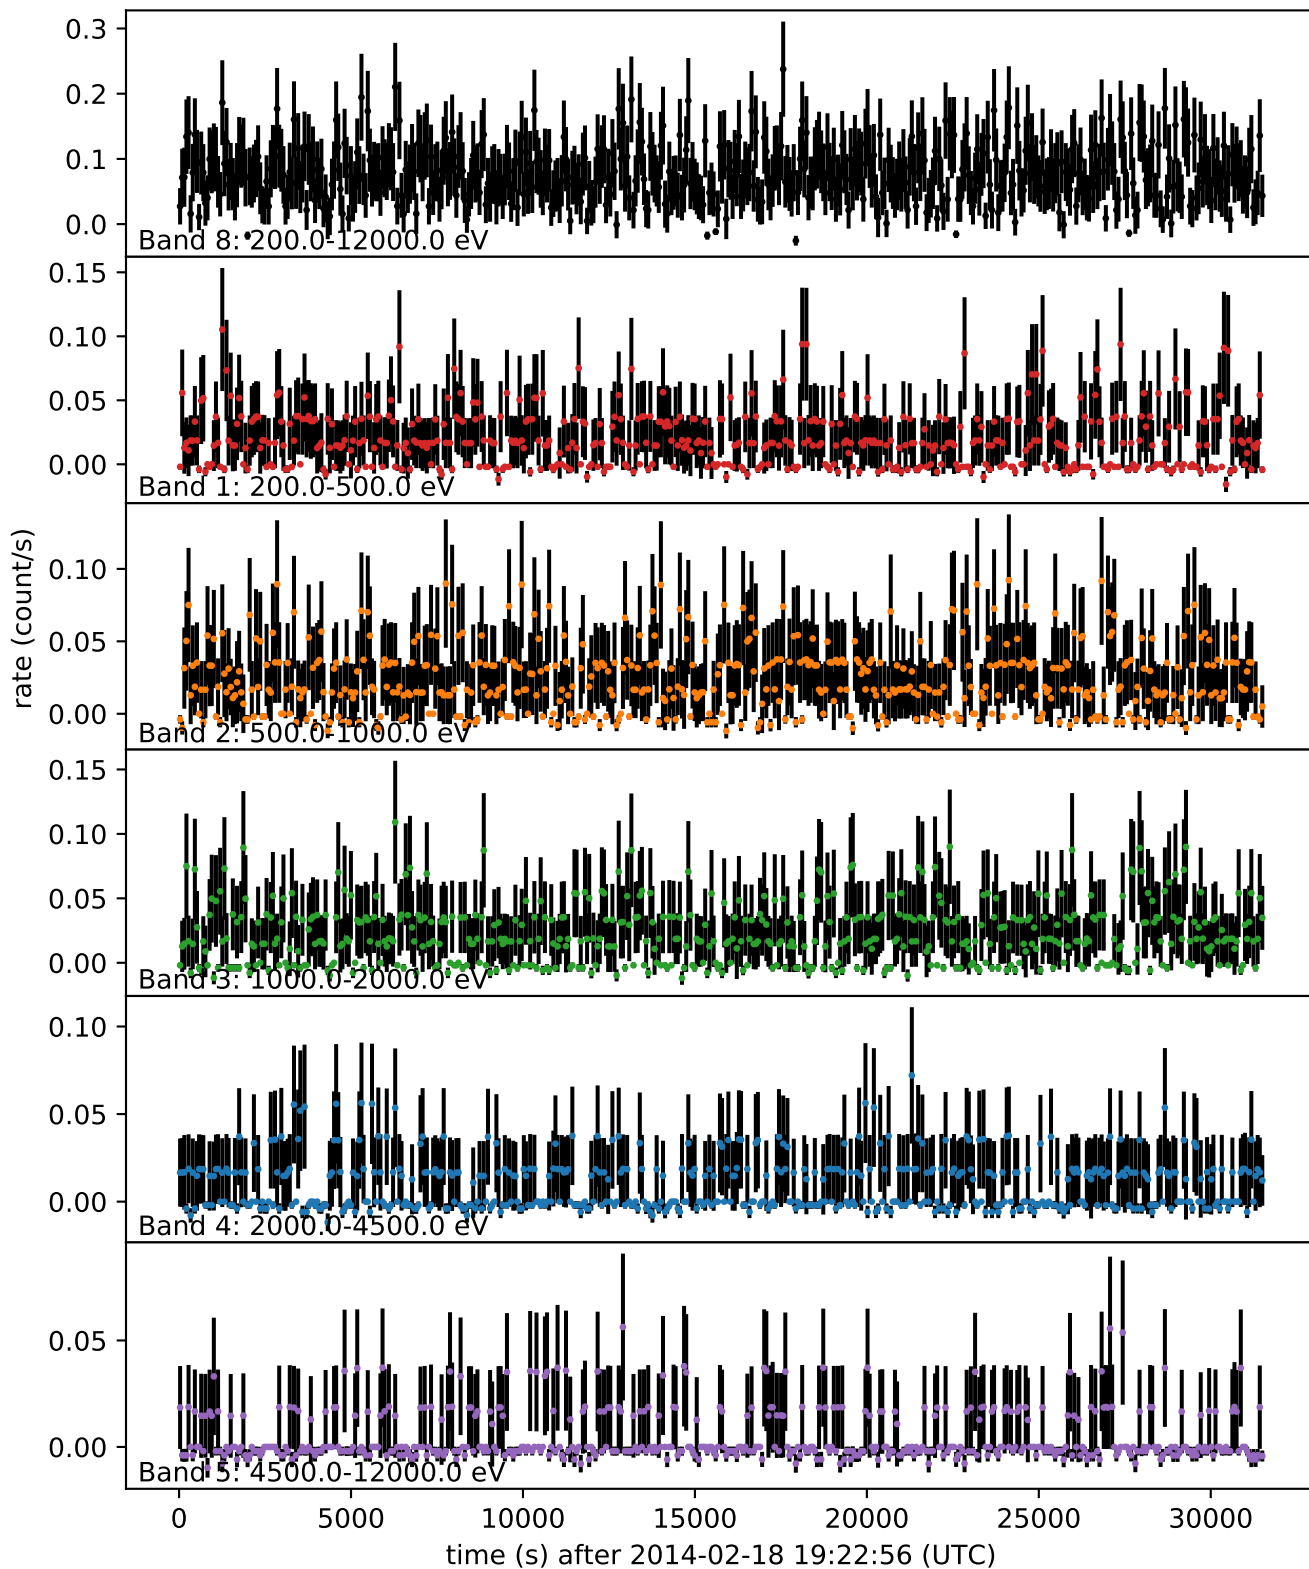 0.3
0.2
0.1
0.0
Band 8: 200.0-12000.0 eV
0.15
0.10
0.05
0.00
Band 1: 200.0-500.0 eV
rate (count/s)
0.10
0.05
0.00
Band 2: 500.0-1000.0 eV
0.15
0.10
0.05
0.00
Band 3: 1000.0-2000.0 eV
0.10
0.05
0.00
Band 4: 2000.0-4500.0 eV
0.05
0.00
Band 5: 4500.0-12000.0 eV
0 5000 10000 15000 20000 25000 30000
time (s) after 2014-02-18 19:22:56 (UTC)